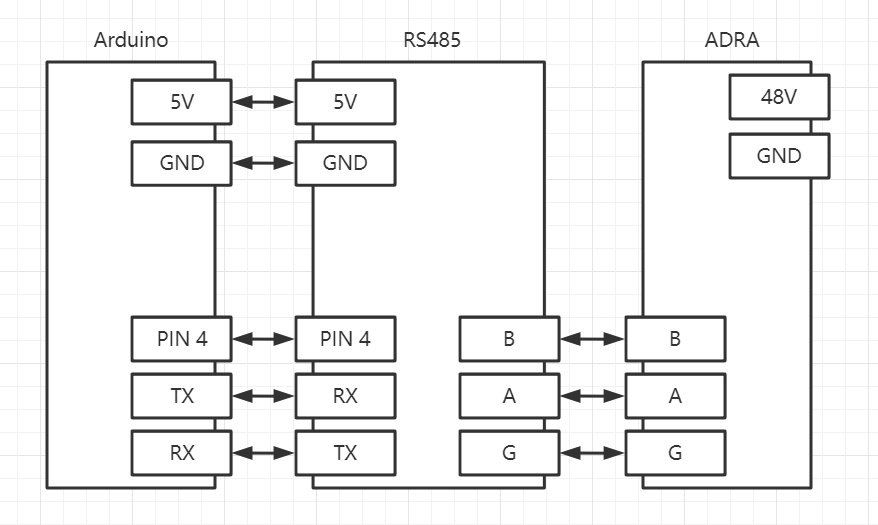 Arduino RS485 ADRA
5V 5V 48V
GND GND GND
PIN 4 PIN 4 B B
TX RX A A
RX TX G G